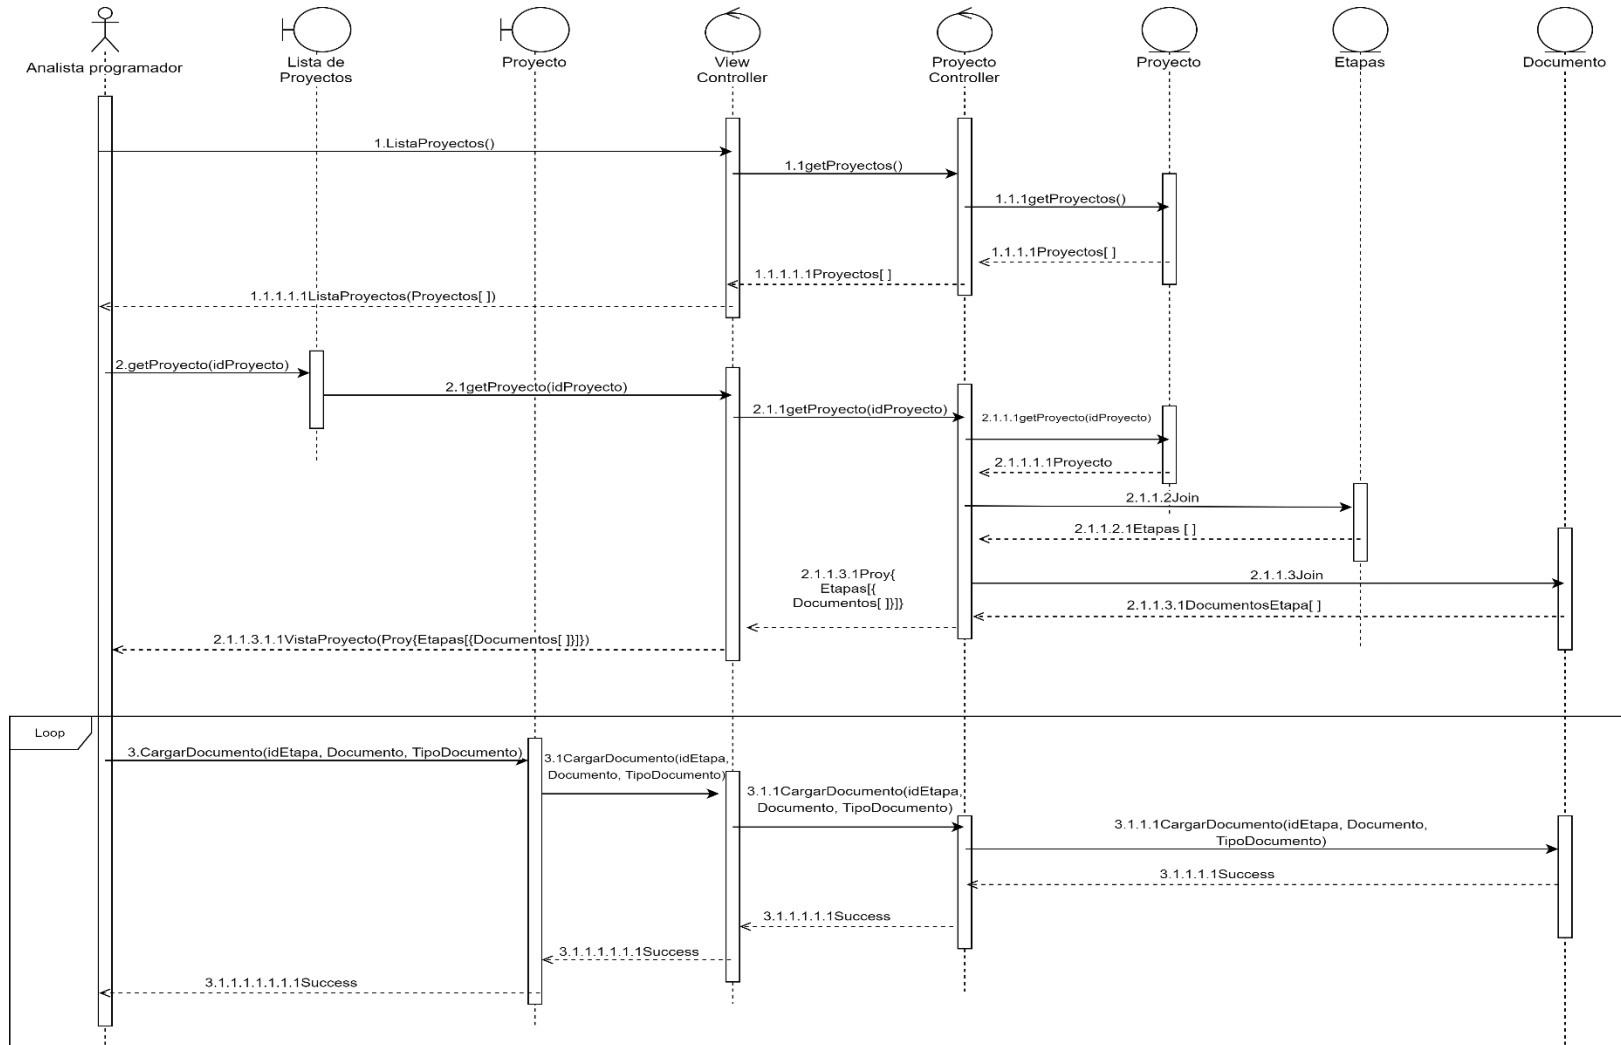 Analista programador
Lista de
Proyectos
Proyecto
View
Controller
Proyecto
Controller
Proyecto
Etapas
Documento
1.ListaProyectos()
1.1getProyectos()
1.1.1getProyectos()
1.1.1.1Proyectos[ ]
1.1.1.1.1Proyectos[ ]
1.1.1.1.1ListaProyectos(Proyectos[ ])
2.getProyecto(idProyecto)
2.1getProyecto(idProyecto)
2.1.1getProyecto(idProyecto)
2.1.1.1getProyecto(idProyecto)
2.1.1.1.1Proyecto
2.1.1.2Join
2.1.1.2.1Etapas [ ]
2.1.1.3Join
2.1.1.3.1DocumentosEtapa[ ]
2.1.1.3.1Proy{
Etapas[{
Documentos[ ]}]}
2.1.1.3.1.1VistaProyecto(Proy{Etapas[{Documentos[ ]}]})
Loop
3.CargarDocumento(idEtapa, Documento, TipoDocumento)
3.1CargarDocumento(idEtapa,
Documento, TipoDocumento)
3.1.1CargarDocumento(idEtapa,
Documento, TipoDocumento)
3.1.1.1CargarDocumento(idEtapa, Documento,
TipoDocumento)
3.1.1.1.1Success
3.1.1.1.1.1Success
3.1.1.1.1.1.1Success
3.1.1.1.1.1.1.1Success